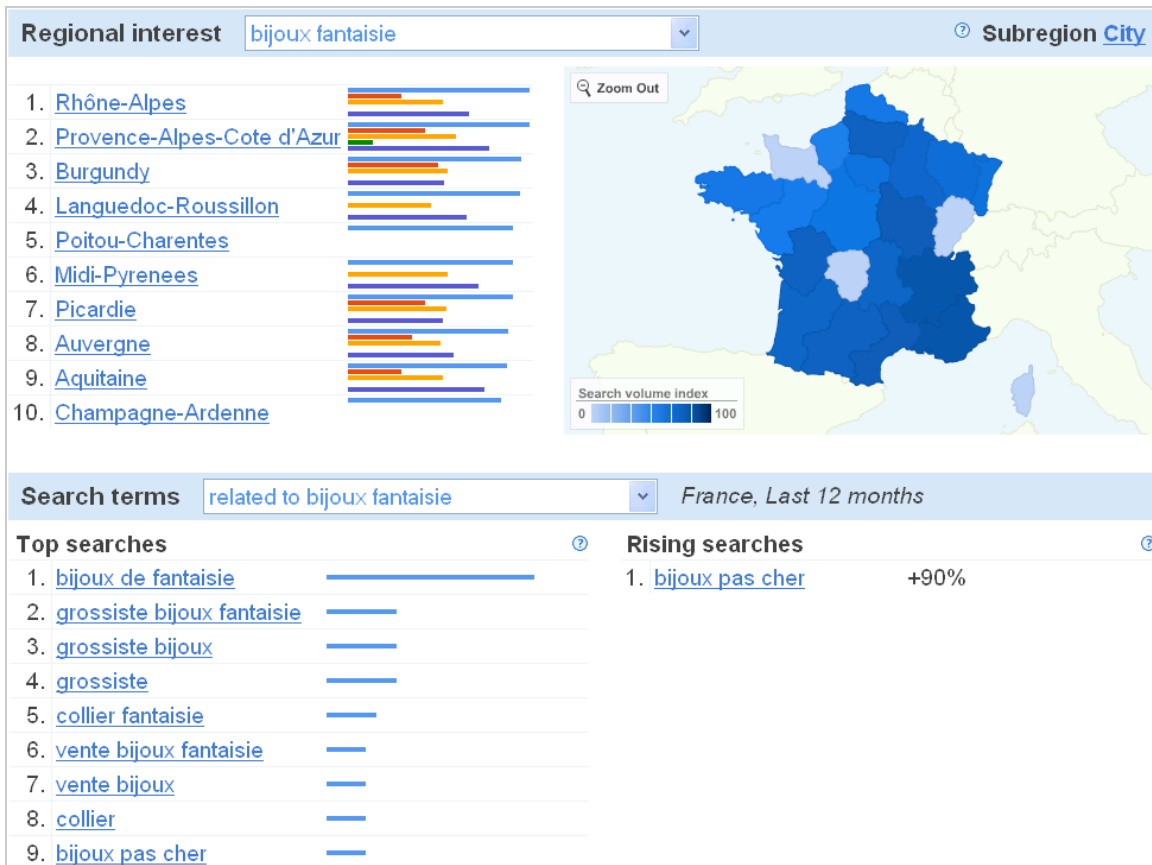 Regional interest bijoux fantaisie Subregion City
1. Rhône-Alpes
2. Provence-Alpes-Cote d'Azur
3. Burgundy
4. Languedoc-Roussillon
5. Poitou-Charentes
6. Midi-Pyrenees
7. Picardie
8. Auvergne
9. Aquitaine
10. Champagne-Ardenne
Zoom Out
Search volume index
0 100
Search terms related to bijoux fantaisie France, Last 12 months
Top searches
1. bijoux de fantaisie
2. grossiste bijoux fantaisie
3. grossiste bijoux
4. grossiste
5. collier fantaisie
6. vente bijoux fantaisie
7. vente bijoux
8. collier
9. bijoux pas cher
Rising searches
1. bijoux pas cher +90%